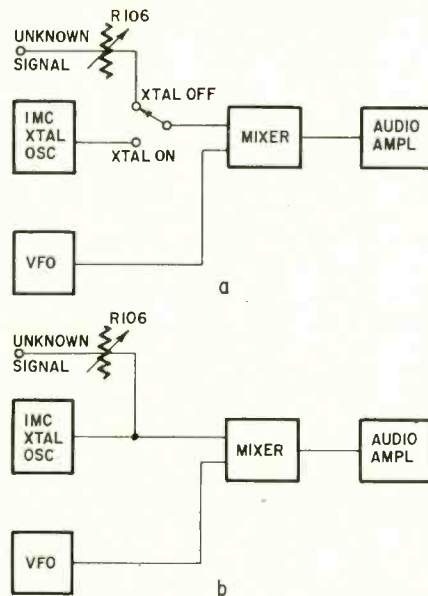 R106
UNKNOWN
SIGNAL
XTAL OFF
IMC
XTAL
OSC
XTAL ON
MIXER
AUDIO
AMPL
VFO
a
R106
UNKNOWN
SIGNAL
IMC
XTAL
OSC
MIXER
AUDIO
AMPL
VFO
b